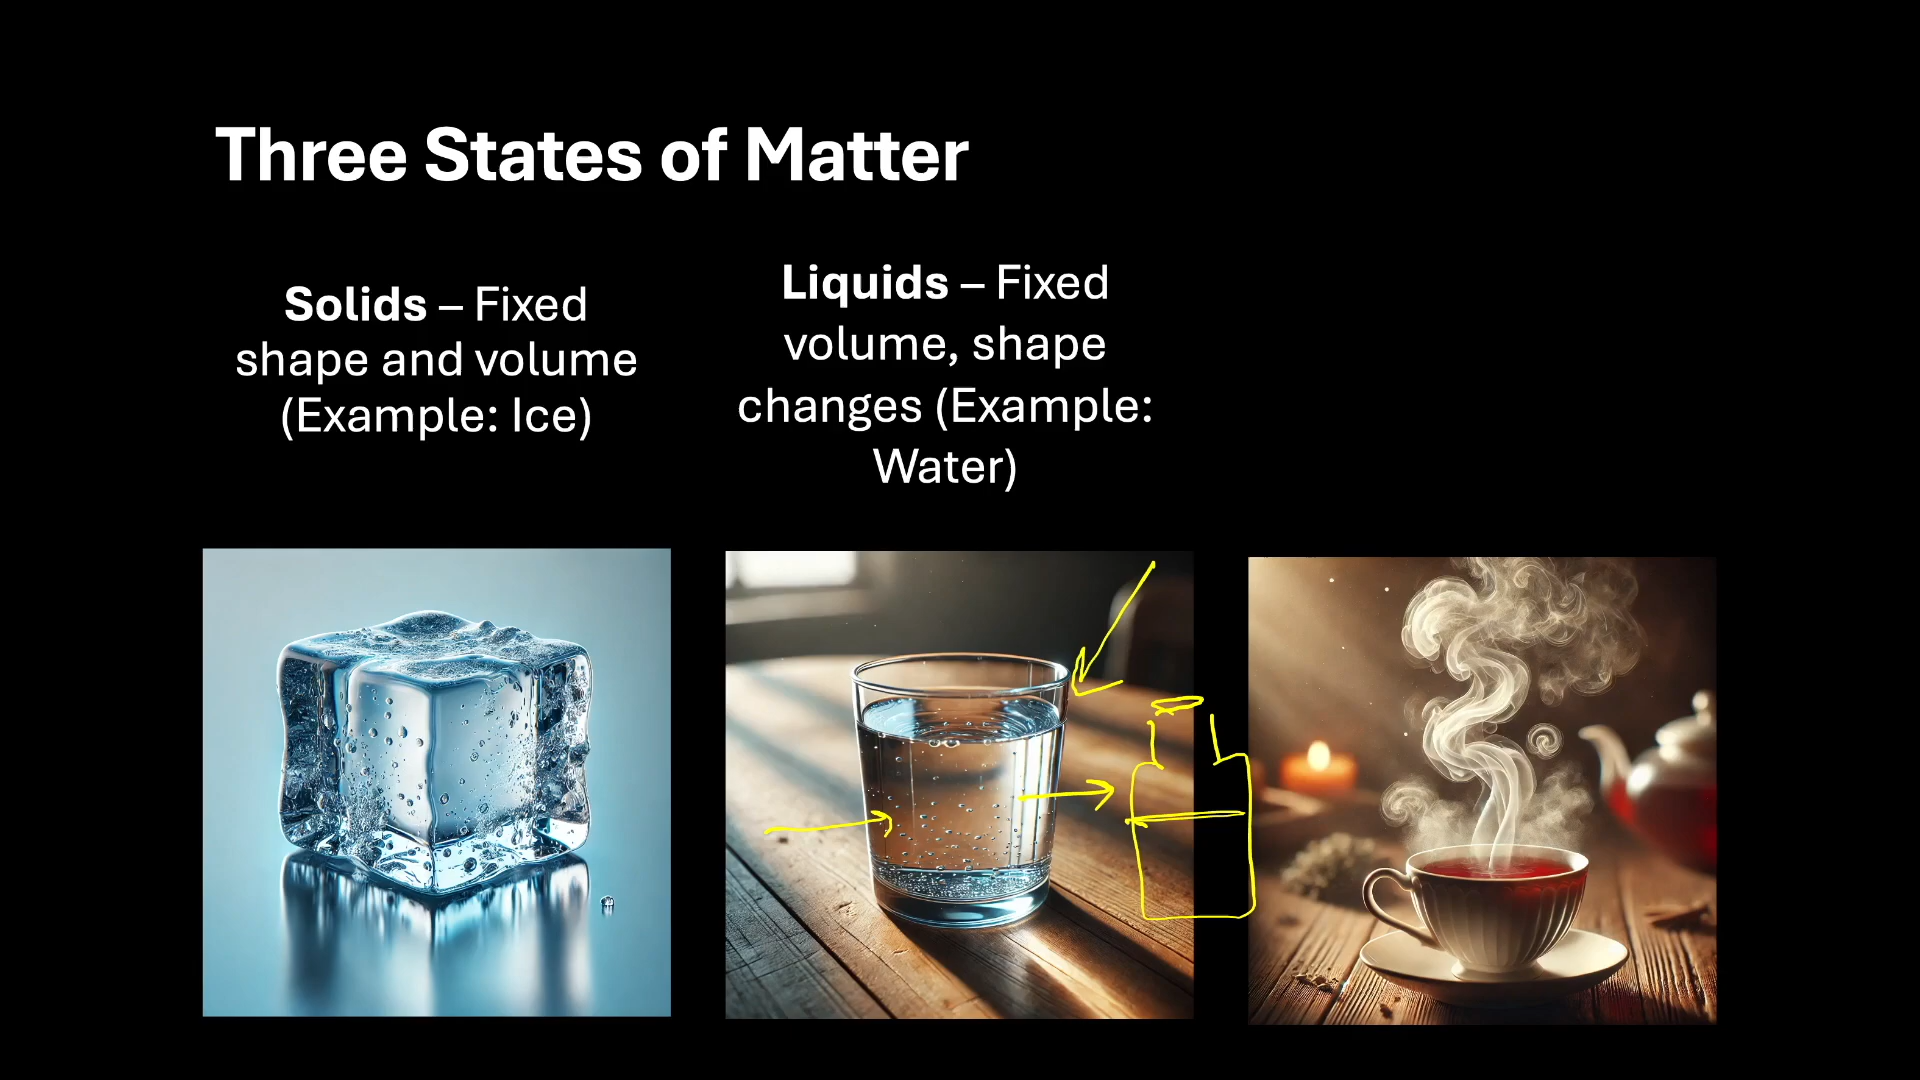 Three States of Matter
Solids – Fixed
shape and volume
(Example: Ice)
Liquids – Fixed
volume, shape
changes (Example:
Water)